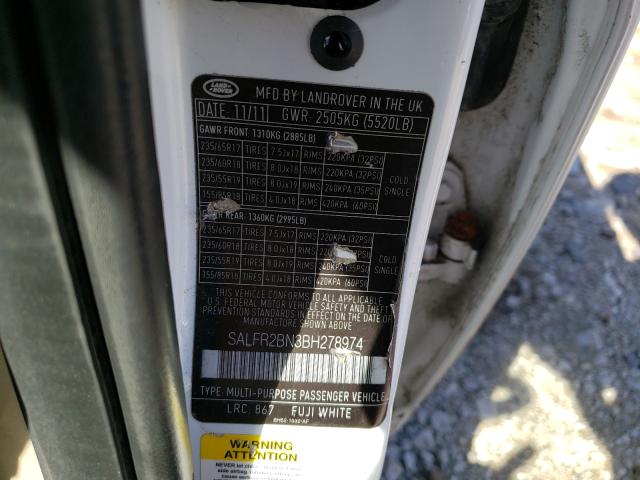 LAND-ROVER
MFD BY LANDROVER IN THE UK
DATE: 11/11 GWR: 2505KG (5520LB)
GAWR FRONT: 1310KG (2885LB)
235/65R17 TIRES 7.5Jx17 RIMS 220KPA (32PSI)
235/60R18 TIRES 8.0Jx18 RIMS 220KPA (32PSI) COLD
235/55R19 TIRES 8.0Jx19 RIMS 240KPA (35PSI) SINGLE
155/85R18 TIRES 4.0Jx18 RIMS 420KPA (60PSI)
REAR: 1360KG (2995LB)
235/65R17 TIRES 7.5Jx17 RIMS 220KPA (32PSI)
235/60R18 TIRES 8.0Jx18 RIMS (32PSI) COLD
235/55R19 TIRES 8.0Jx19 RIMS 240KPA (35PSI) SINGLE
155/85R18 TIRES 4.0Jx18 RIMS 420KPA (60PSI)
THIS VEHICLE CONFORMS TO ALL APPLICABLE
U.S FEDERAL MOTOR VEHICLE SAFETY AND THEFT
PREVENTION STANDARDS IN EFFECT ON THE DATE
OF MANUFACTURE SHOWN ABOVE
SALFR2BN3BH278974
TYPE: MULTI-PURPOSE PASSENGER VEHICLE
LRC. 867 FUJI WHITE
WARNING
ATTENTION
NEVER let
side airbag.